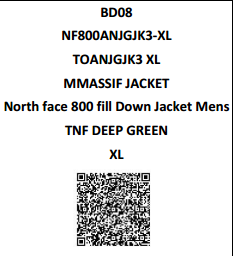 BD08
NF800ANJGJK3-XL
TOANJGJK3 XL
MMASSIF JACKET
North face 800 fill Down Jacket Mens
TNF DEEP GREEN
XL